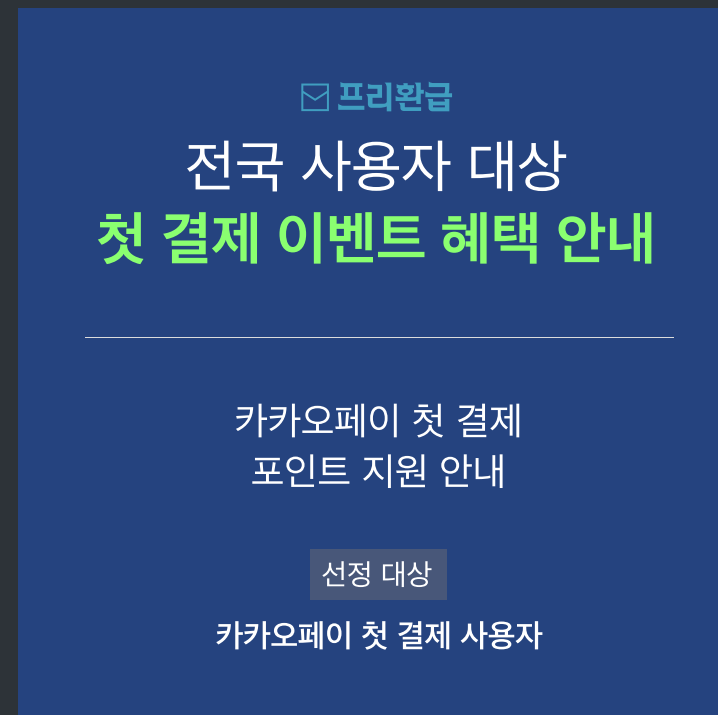 프리환급
전국 사용자 대상
첫 결제 이벤트 혜택 안내
카카오페이 첫 결제
포인트 지원 안내
선정 대상
카카오페이 첫 결제 사용자